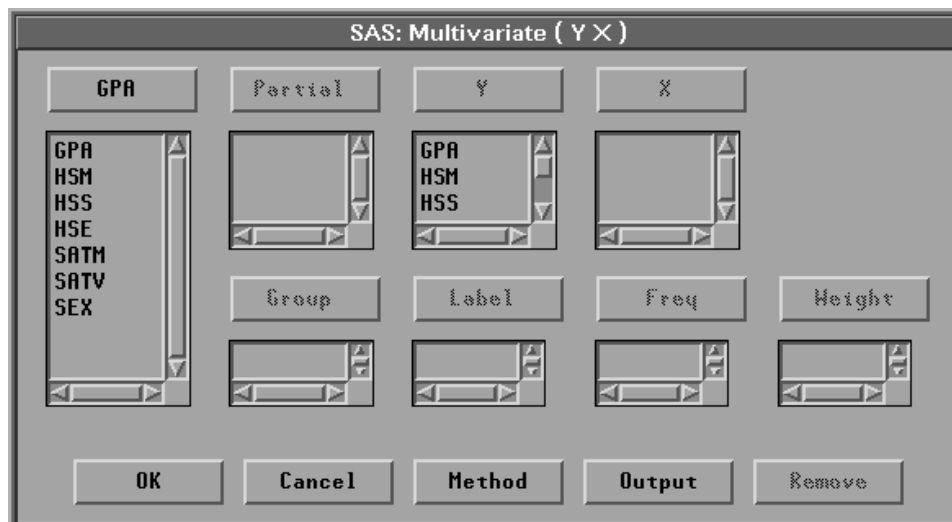 SAS: Multivariate ( Y X )
GPA Partial Y X
GPA
HSM
HSS
HSE
SATM
SATV
SEX
GPA
HSM
HSS
Group Label Freq Weight
OK Cancel Method Output Remove